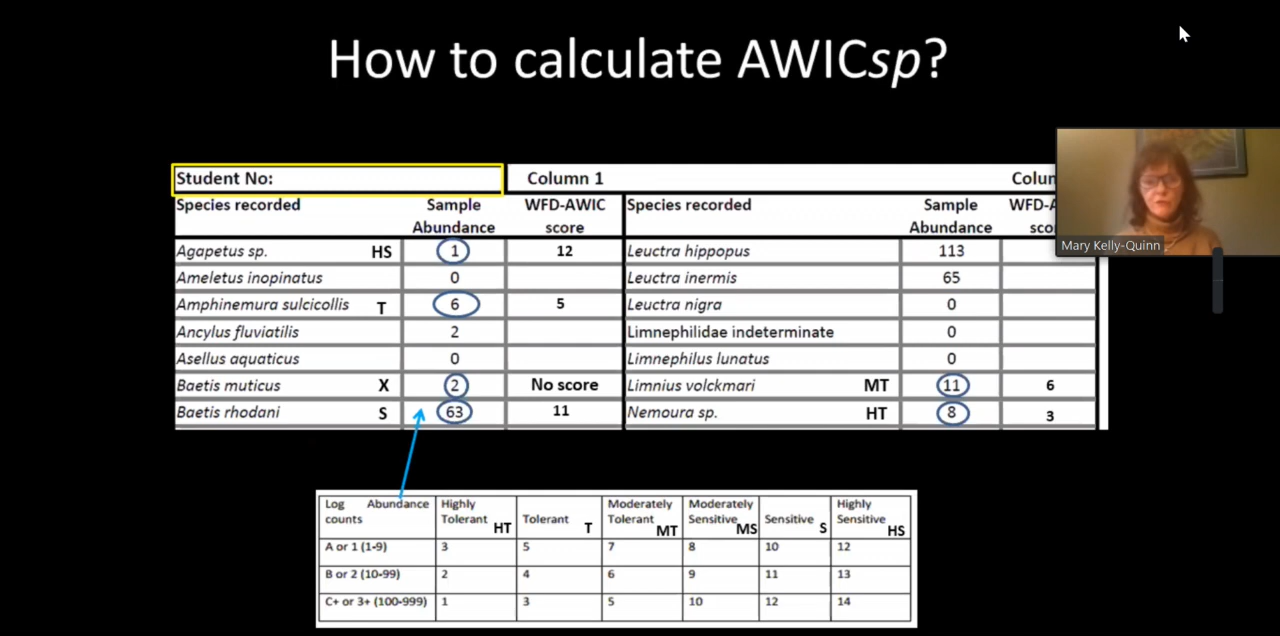 How to calculate AWICsp?
Student No:
Column 1
Colun
Species recorded
Sample Abundance
WFD-AWIC score
Species recorded
Sample Abundance
WFD-A
sco
Agapetus sp. HS 1 12 Leuctra hippopus 113
Ameletus inopinatus 0 Leuctra inermis 65
Amphinemura sulcicollis T 6 5 Leuctra nigra 0
Ancylus fluviatilis 2 Limnephilidae indeterminate 0
Asellus aquaticus 0 Limnephilus lunatus 0
Baetis muticus X 2 No score Limnius volckmari MT 11 6
Baetis rhodani S 63 11 Nemoura sp. HT 8 3
Mary Kelly-Quinn
Log Abundance counts
Highly Tolerant HT
Tolerant T
Moderately Tolerant MT
Moderately Sensitive MS
Sensitive S
Highly Sensitive HS
A or 1 (1-9) 3 5 7 8 10 12
B or 2 (10-99) 2 4 6 9 11 13
C+ or 3+ (100-999) 1 3 5 10 12 14